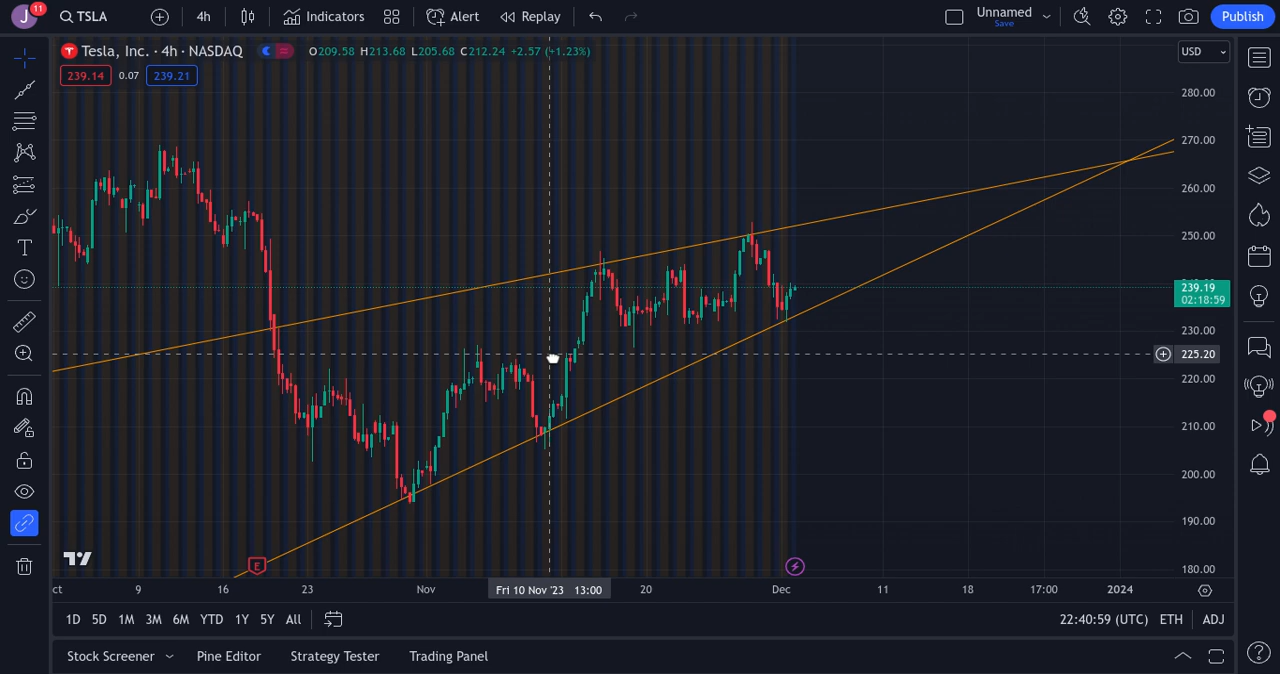 J 11 TSLA 4h Indicators Alert Replay Unnamed Save Publish
Tesla, Inc. · 4h · NASDAQ O209.58 H213.68 L205.68 C212.24 +2.57 (+1.23%) USD
239.14 0.07 239.21
280.00
270.00
260.00
250.00
239.19
02:18:59
230.00
225.20
220.00
210.00
200.00
190.00
180.00
E
ct 9 16 23 Nov Fri 10 Nov '23 13:00 20 Dec 11 18 17:00 2024
1D 5D 1M 3M 6M YTD 1Y 5Y All 22:40:59 (UTC) ETH ADJ
Stock Screener Pine Editor Strategy Tester Trading Panel